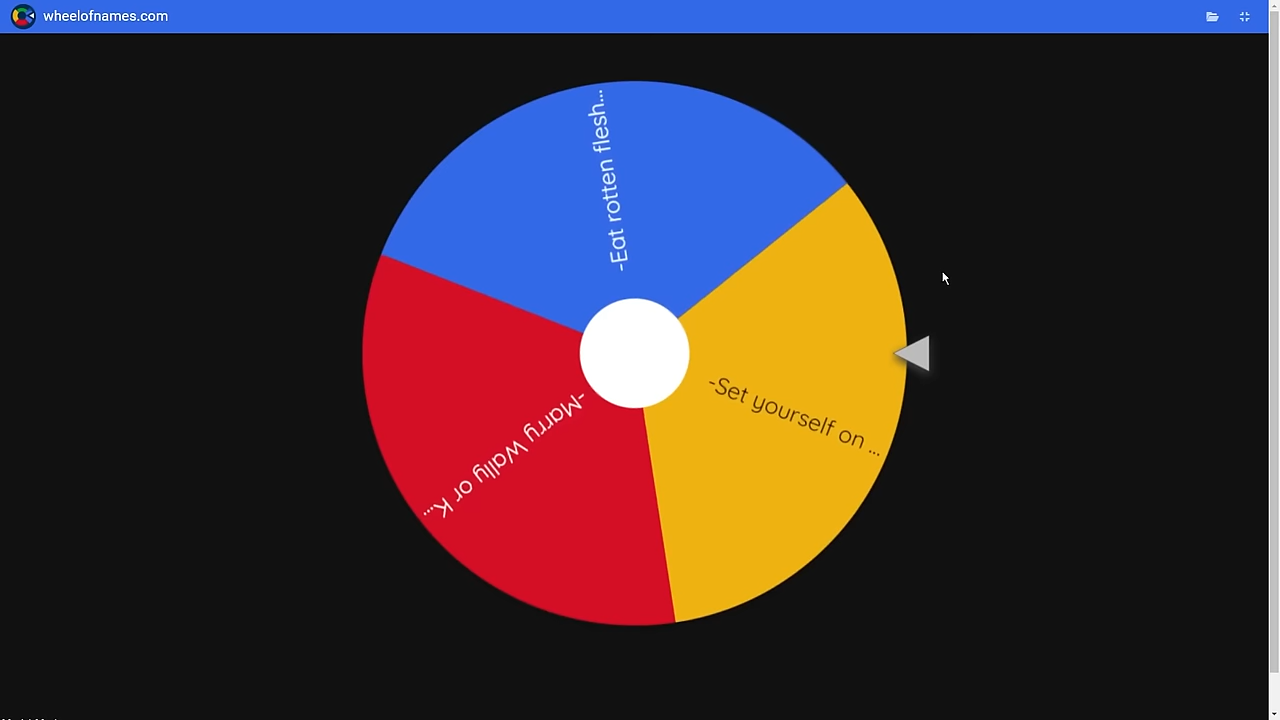 wheelofnames.com
-Eat rotten flesh...
-Set yourself on ...
-Marry Wally or K...